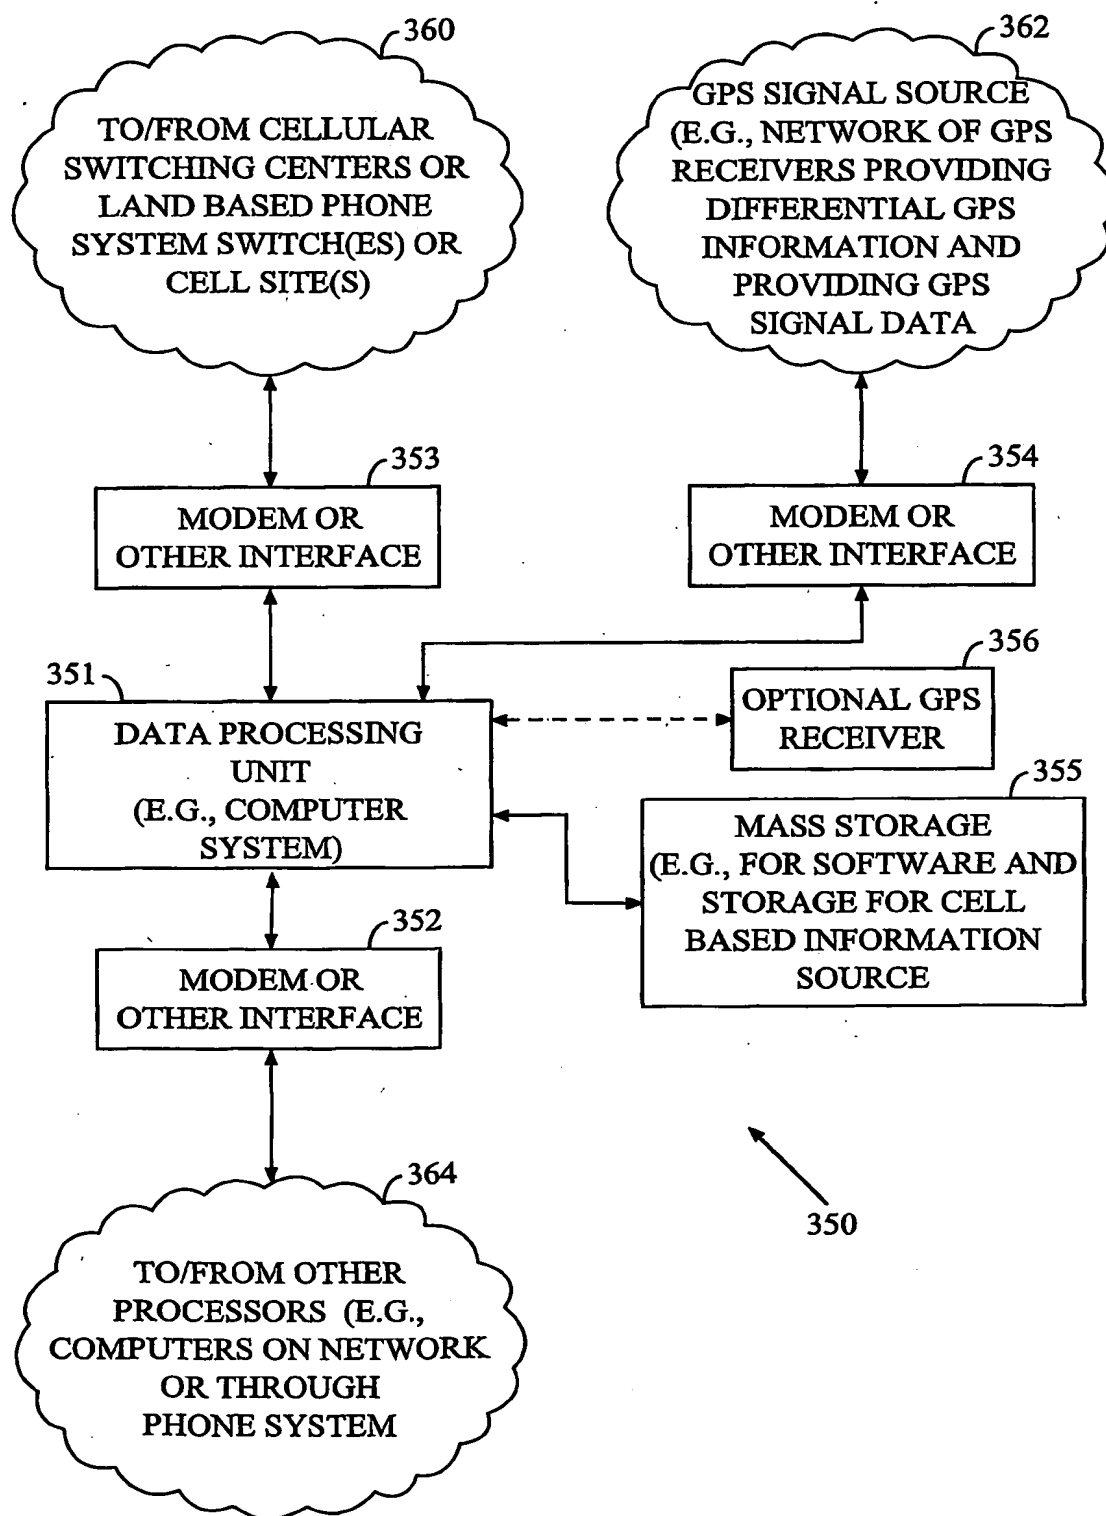 360
TO/FROM CELLULAR
SWITCHING CENTERS OR
LAND BASED PHONE
SYSTEM SWITCH(ES) OR
CELL SITE(S)
362
GPS SIGNAL SOURCE
(E.G., NETWORK OF GPS
RECEIVERS PROVIDING
DIFFERENTIAL GPS
INFORMATION AND
PROVIDING GPS
SIGNAL DATA
353
MODEM OR
OTHER INTERFACE
354
MODEM OR
OTHER INTERFACE
351
DATA PROCESSING
UNIT
(E.G., COMPUTER
SYSTEM)
356
OPTIONAL GPS
RECEIVER
355
MASS STORAGE
(E.G., FOR SOFTWARE AND
STORAGE FOR CELL
BASED INFORMATION
SOURCE
352
MODEM OR
OTHER INTERFACE
350
364
TO/FROM OTHER
PROCESSORS (E.G.,
COMPUTERS ON NETWORK
OR THROUGH
PHONE SYSTEM